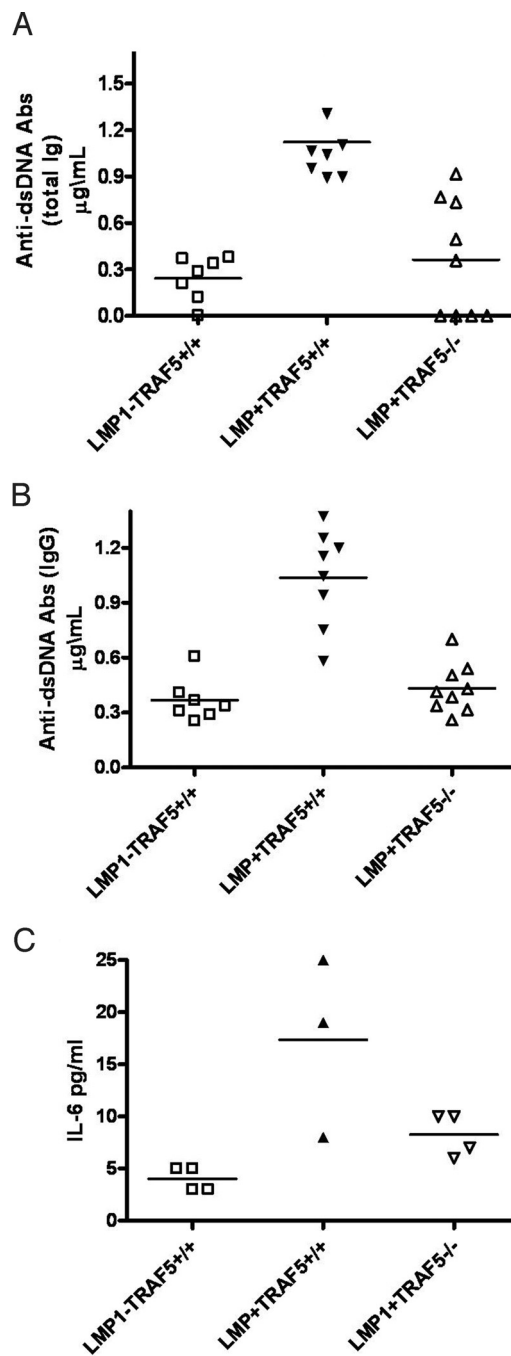 A
Anti-dsDNA Abs
(total Ig)
µg\mL
1.5
1.2
0.9
0.6
0.3
0.0
LMP1-TRAF5+/+
LMP+TRAF5+/+
LMP+TRAF5-/-
B
Anti-dsDNA Abs (IgG)
µg\mL
1.2
0.9
0.6
0.3
0.0
LMP1-TRAF5+/+
LMP+TRAF5+/+
LMP+TRAF5-/-
C
IL-6 pg/ml
25
20
15
10
5
0
LMP1-TRAF5+/+
LMP+TRAF5+/+
LMP1+TRAF5-/-